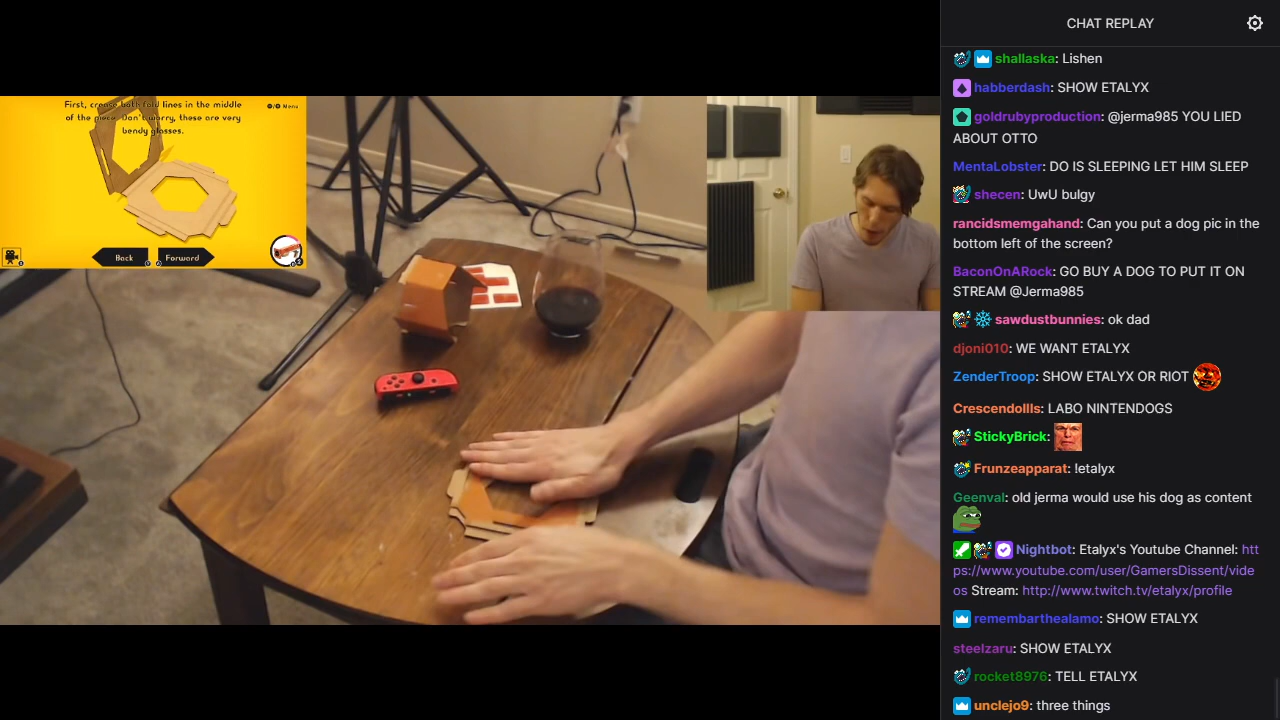 First, crease both fold lines in the middle
of the piece. Don't worry, these are very
bendy glasses.
Menu
Back
Forward
CHAT REPLAY
shallaska: Lishen
habberdash: SHOW ETALYX
goldrubyproduction: @jerma985 YOU LIED
ABOUT OTTO
MentaLobster: DO IS SLEEPING LET HIM SLEEP
shecen: UwU bulgy
rancidsmemgahand: Can you put a dog pic in the
bottom left of the screen?
BaconOnARock: GO BUY A DOG TO PUT IT ON
STREAM @Jerma985
sawdustbunnies: ok dad
djoni010: WE WANT ETALYX
ZenderTroop: SHOW ETALYX OR RIOT
Crescendollls: LABO NINTENDOGS
StickyBrick:
Frunzeapparat: !etalyx
Geenval: old jerma would use his dog as content
Nightbot: Etalyx's Youtube Channel: htt
ps://www.youtube.com/user/GamersDissent/vide
os Stream: http://www.twitch.tv/etalyx/profile
remembarthealamo: SHOW ETALYX
steelzaru: SHOW ETALYX
rocket8976: TELL ETALYX
unclejo9: three things